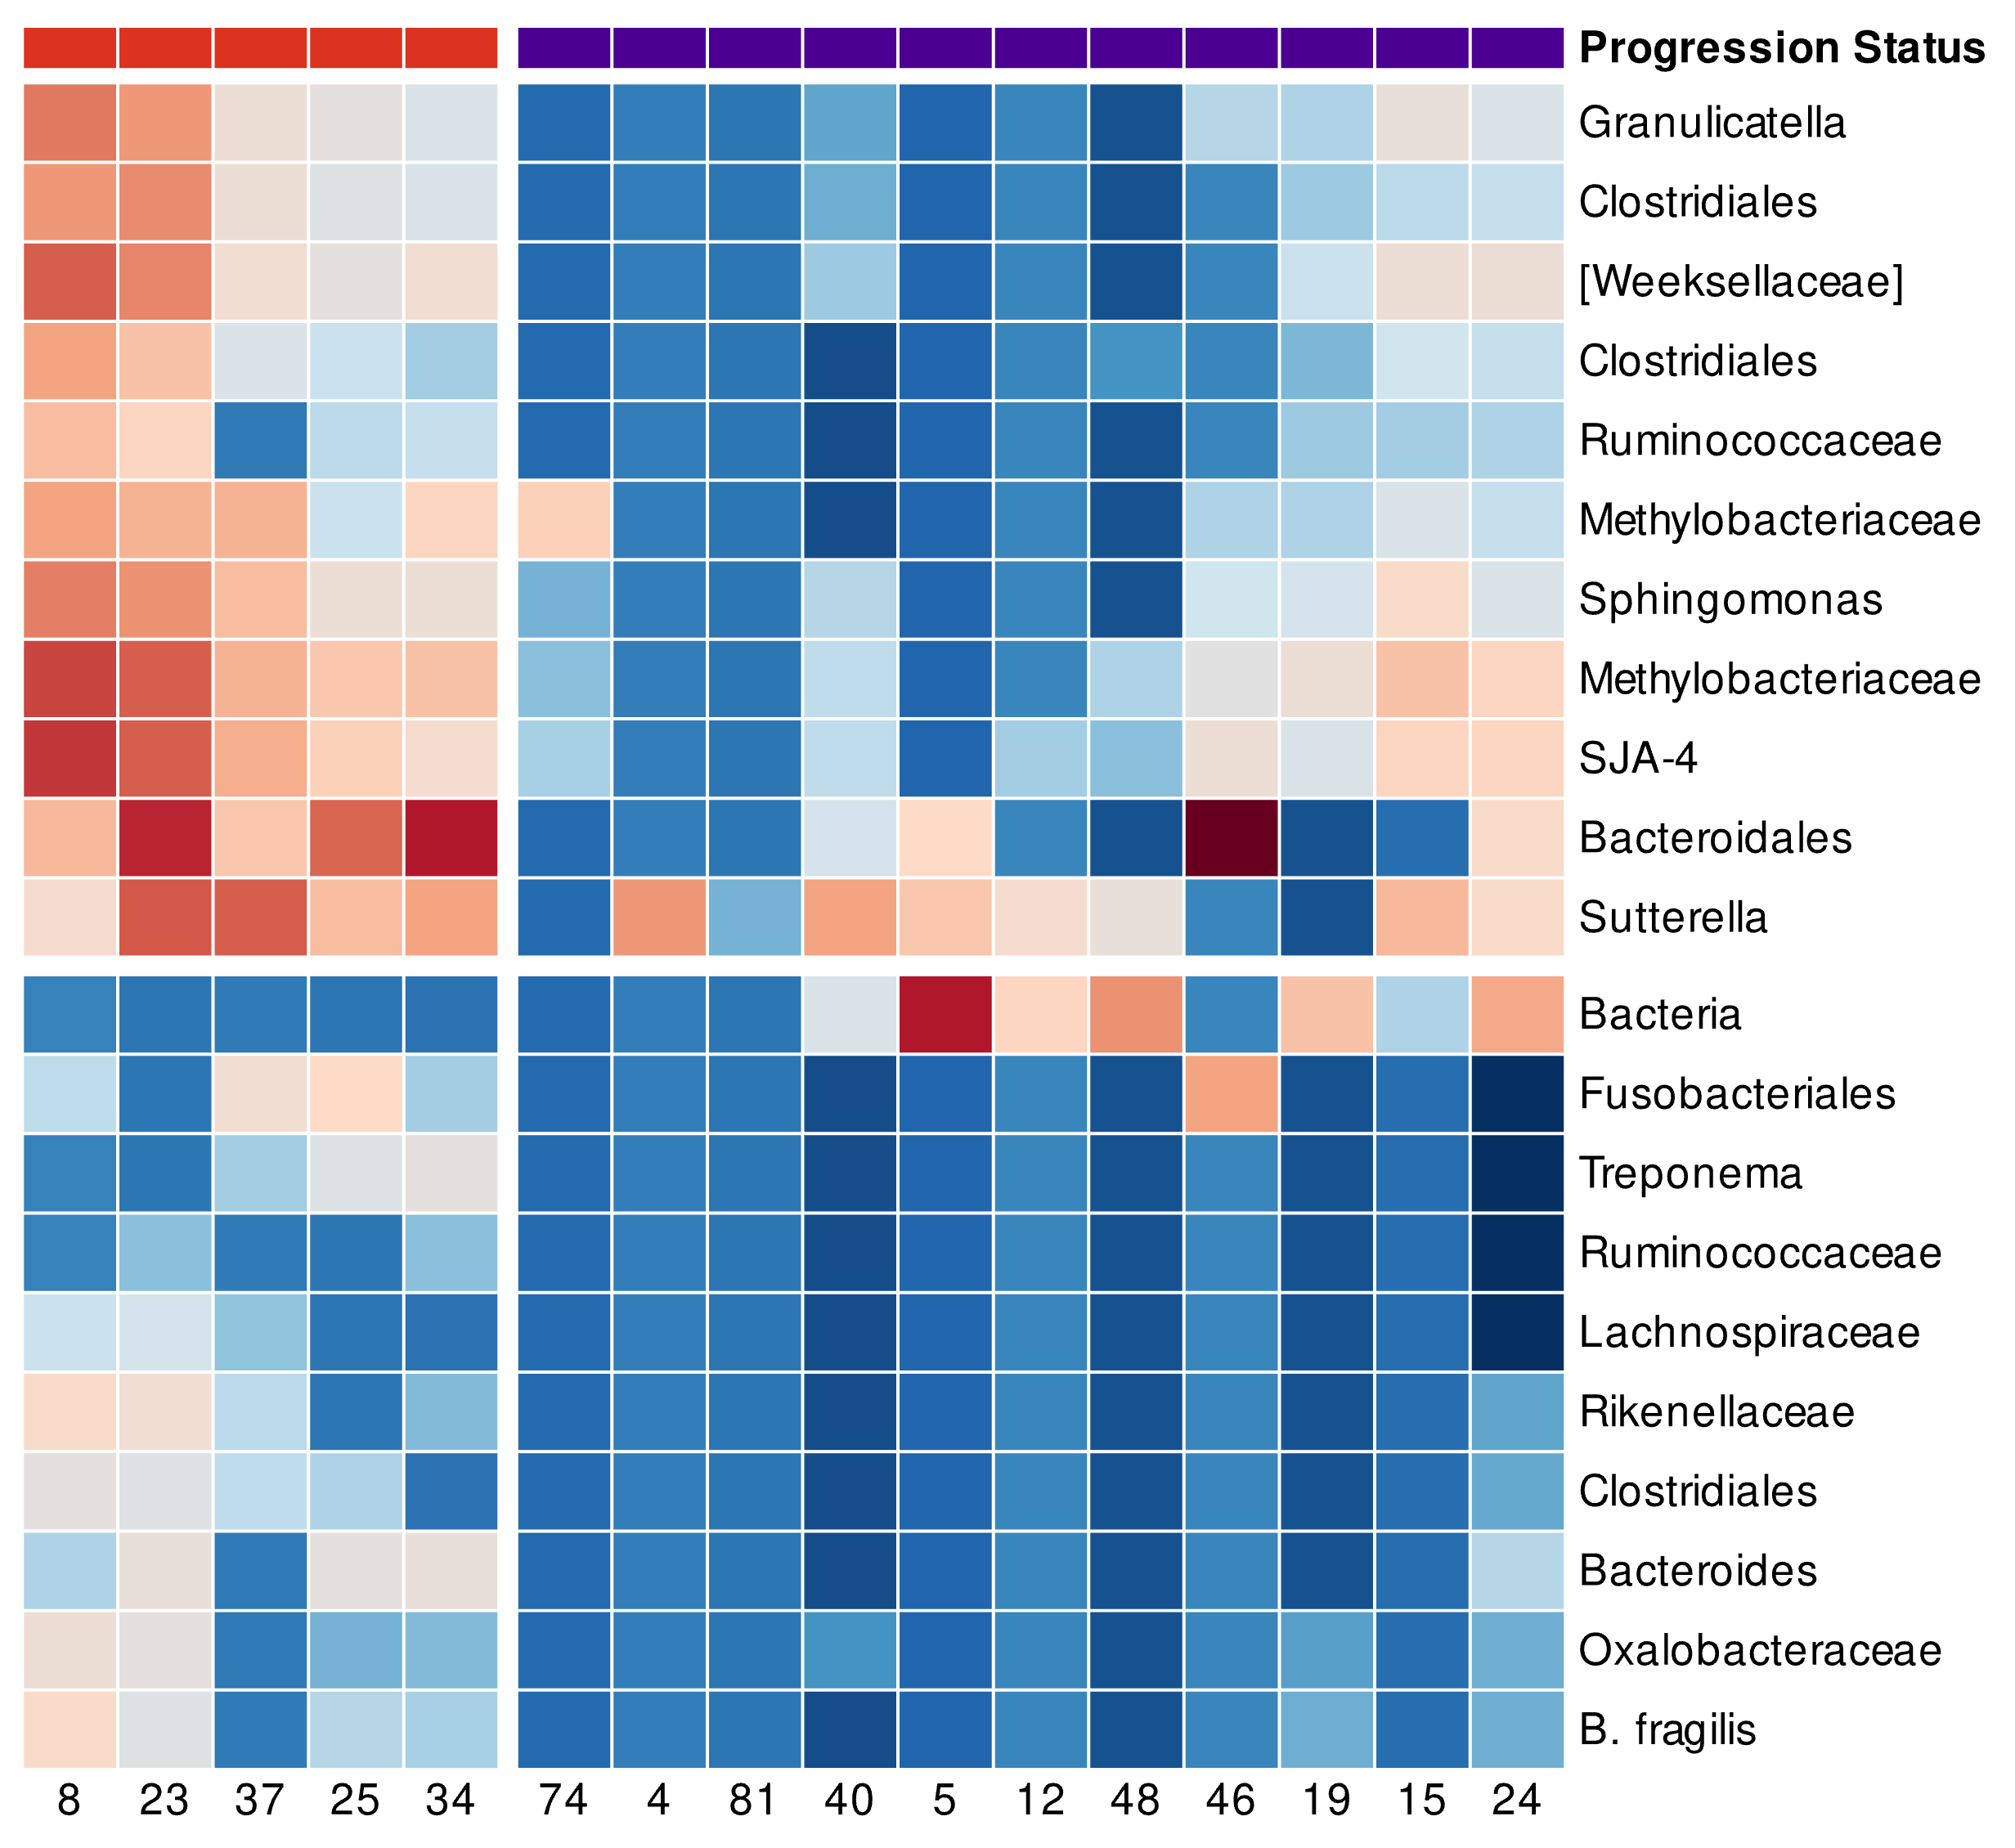 Progression Status
Granulicatella
Clostridiales
[Weeksellaceae]
Clostridiales
Ruminococcaceae
Methylobacteriaceae
Sphingomonas
Methylobacteriaceae
SJA-4
Bacteroidales
Sutterella
Bacteria
Fusobacteriales
Treponema
Ruminococcaceae
Lachnospiraceae
Rikenellaceae
Clostridiales
Bacteroides
Oxalobacteraceae
B. fragilis
8 23 37 25 34 74 4 81 40 5 12 48 46 19 15 24